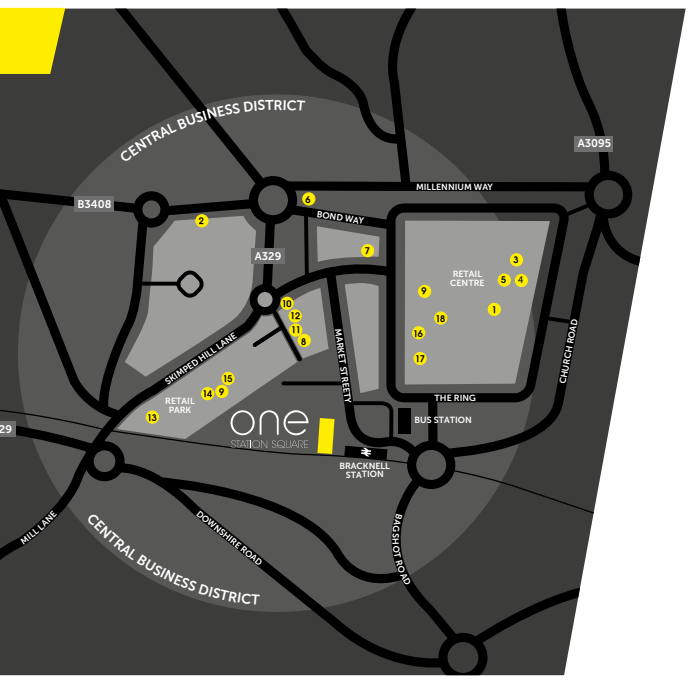 CENTRAL BUSINESS DISTRICT
A3095
MILLENNIUM WAY
B3408
6
2
BOND WAY
7
A329
3
RETAIL
CENTRE
5
4
9
10
1
12
18
11
16
8
MARKET STREETY
CHURCH ROAD
SKIMPED HILL LANE
17
15
14
9
RETAIL
PARK
13
THE RING
one
STATION SQUARE
BUS STATION
29
BRACKNELL
STATION
MILL LANE
DOWNSHIRE ROAD
BAGSHOT ROAD
CENTRAL BUSINESS DISTRICT